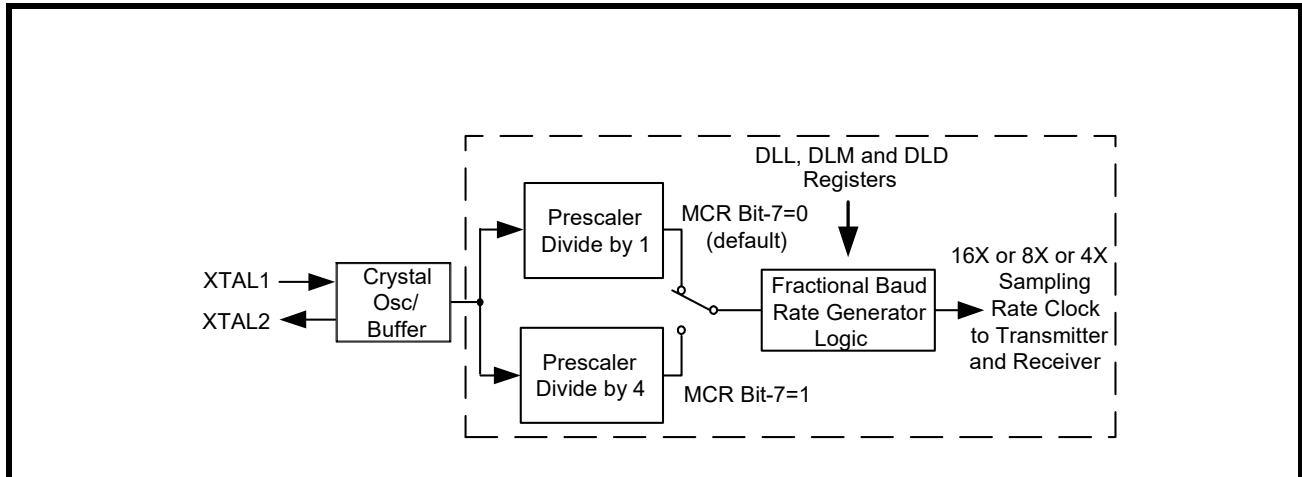 DLL, DLM and DLD
Registers
Prescaler
Divide by 1
MCR Bit-7=0
(default)
XTAL1
XTAL2
Crystal
Osc/
Buffer
Fractional Baud
Rate Generator
Logic
16X or 8X or 4X
Sampling
Rate Clock
to Transmitter
and Receiver
Prescaler
Divide by 4
MCR Bit-7=1